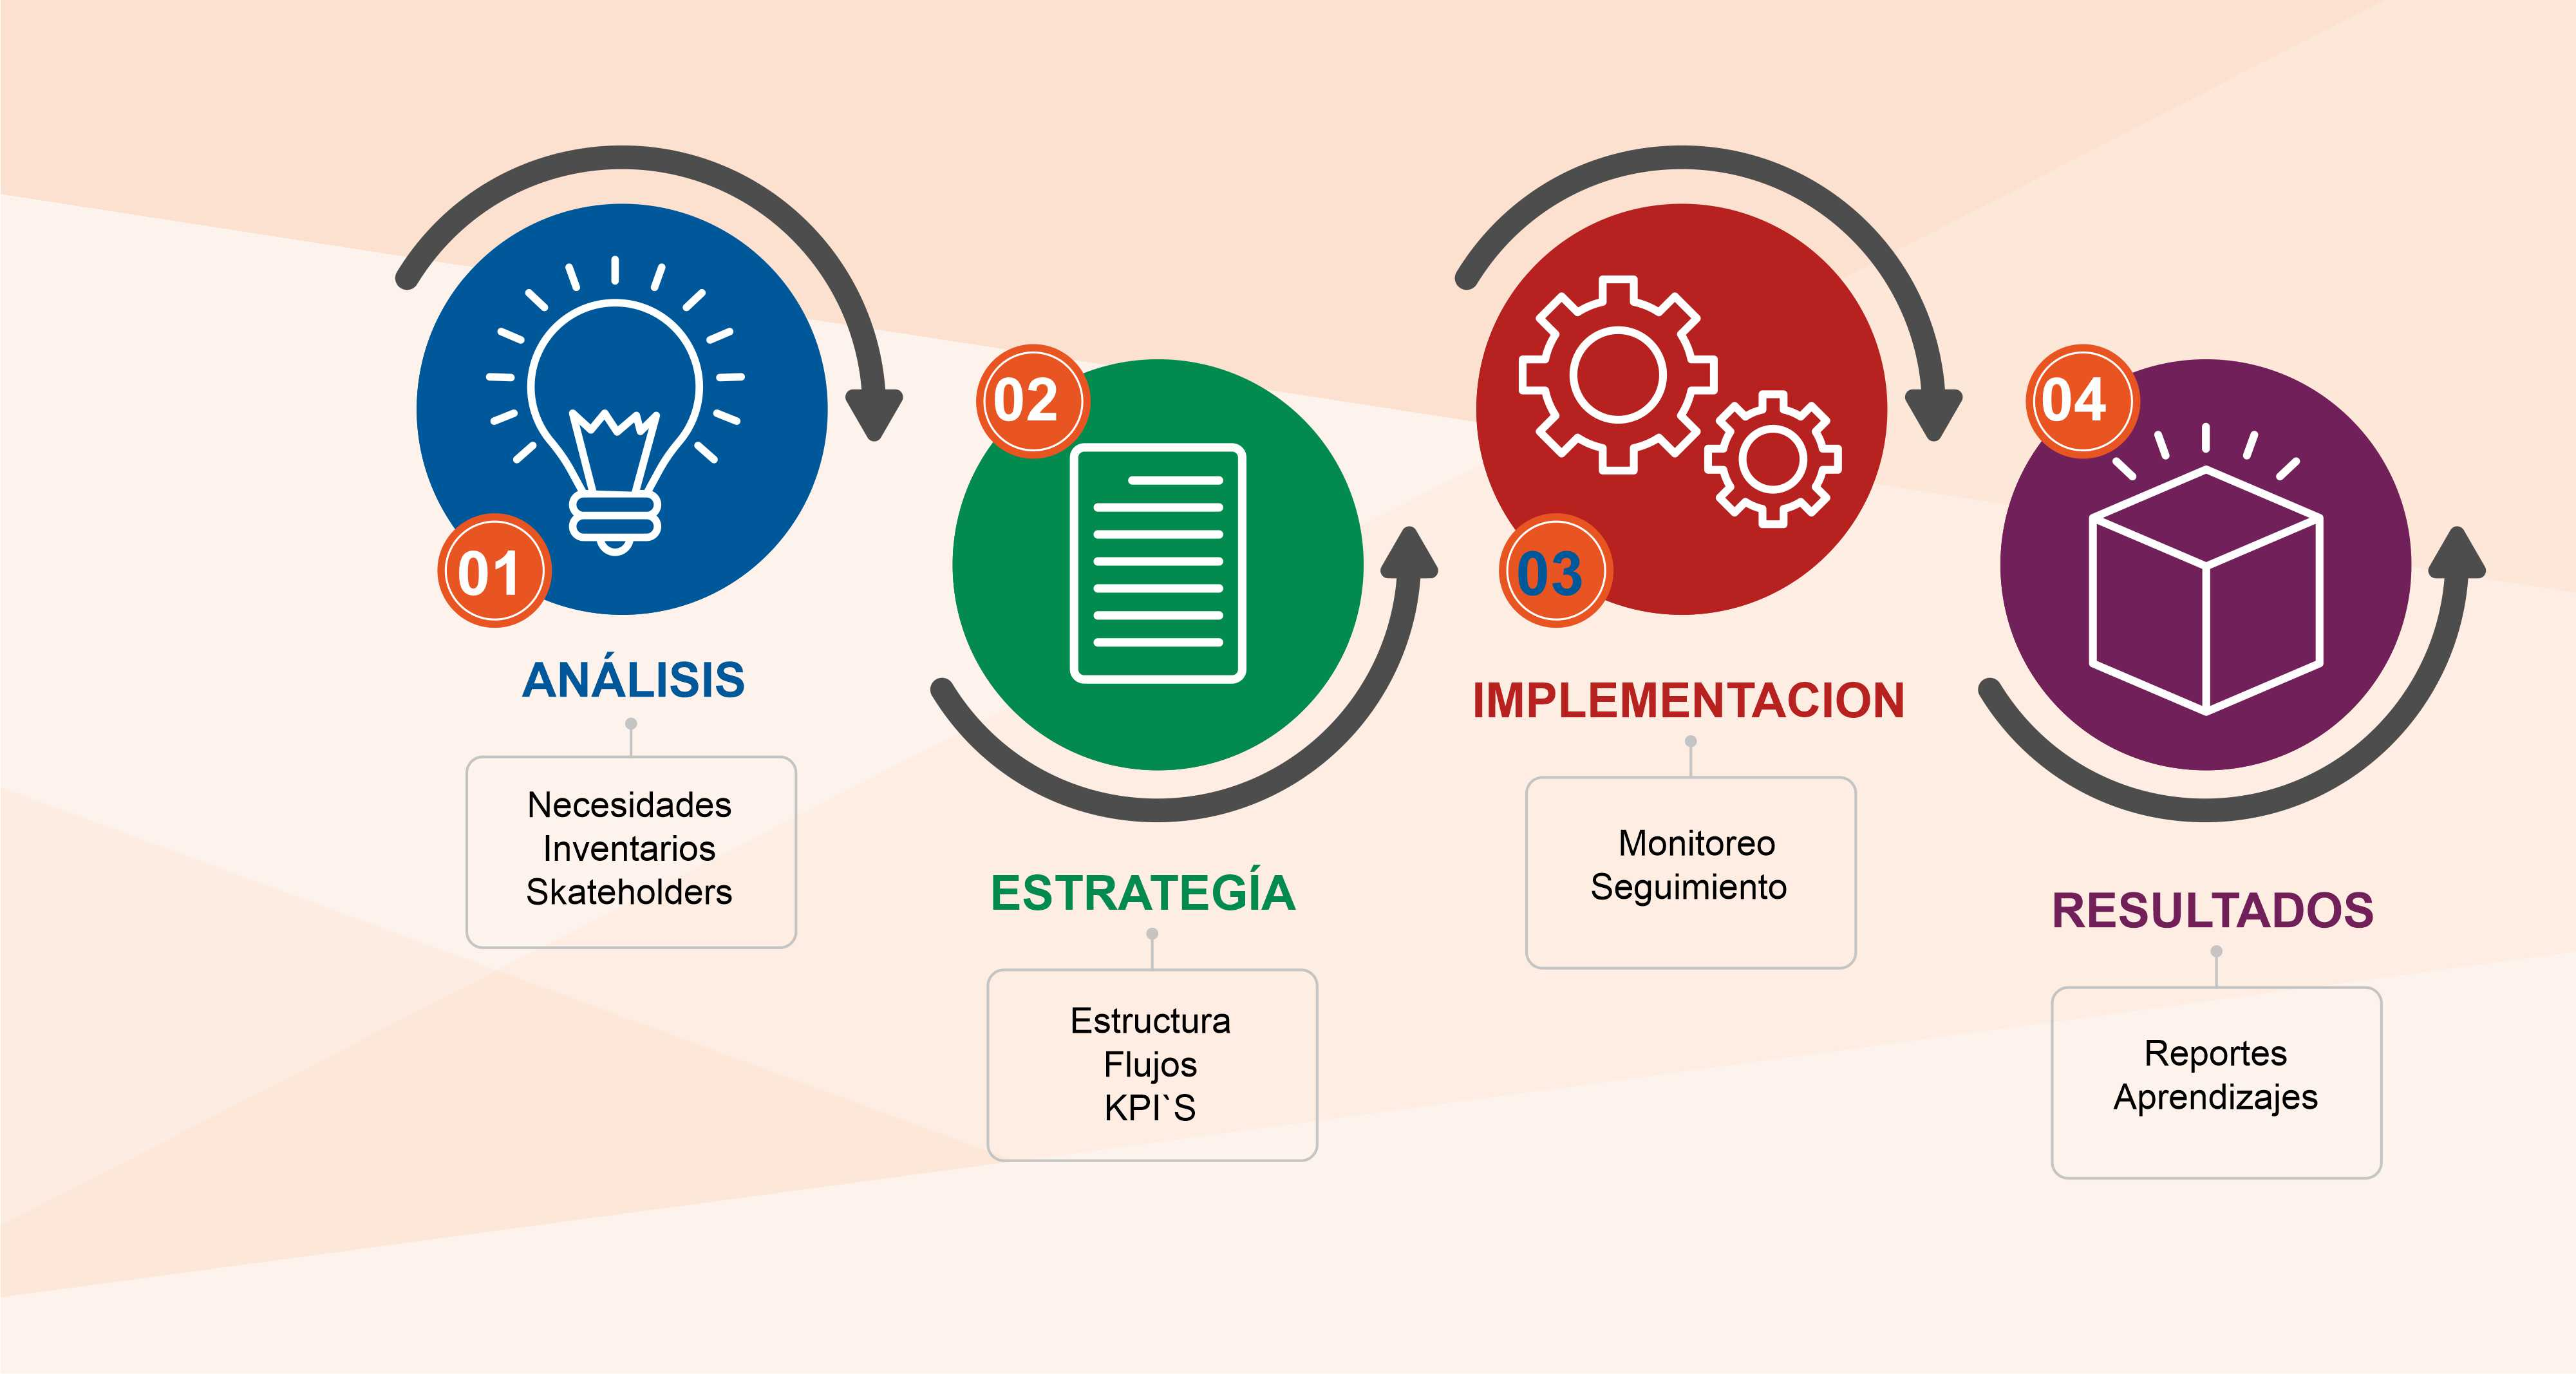 01
ANÁLISIS
Necesidades
Inventarios
Skateholders
02
ESTRATEGÍA
Estructura
Flujos
KPI`S
03
IMPLEMENTACION
Monitoreo
Seguimiento
04
RESULTADOS
Reportes
Aprendizajes